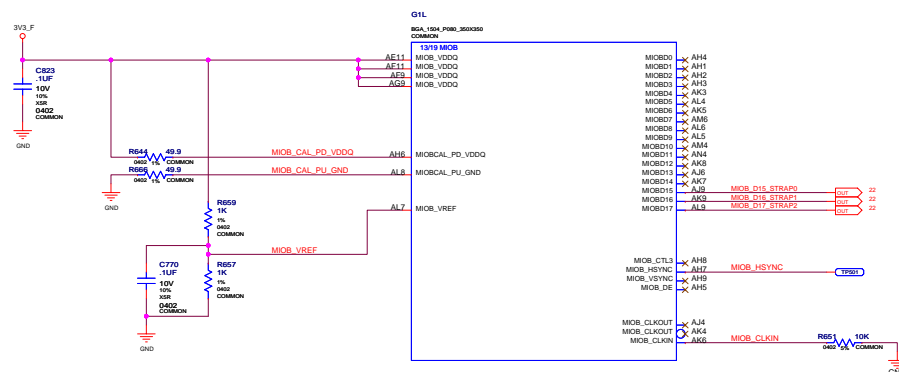 G1L
BGA_1504_P080_350X350
COMMON
3V3_F
13/19 MIOB
C823
.1UF
10V
10%
X5R
0402
COMMON
GND
AE11 MIOB_VDDQ
AF11 MIOB_VDDQ
AF9 MIOB_VDDQ
AG9 MIOB_VDDQ
R644 49.9
0402 1% COMMON
MIOB_CAL_PD_VDDQ
AH6 MIOBCAL_PD_VDDQ
R666 49.9
0402 1% COMMON
MIOB_CAL_PU_GND
AL8 MIOBCAL_PU_GND
GND
R659
1K
1%
0402
COMMON
AL7 MIOB_VREF
MIOB_VREF
C770
.1UF
10V
10%
X5R
0402
COMMON
R657
1K
1%
0402
COMMON
GND
MIOBD0 AH4
MIOBD1 AH1
MIOBD2 AH2
MIOBD3 AH3
MIOBD4 AK3
MIOBD5 AL4
MIOBD6 AK5
MIOBD7 AM6
MIOBD8 AL6
MIOBD9 AL5
MIOBD10 AM4
MIOBD11 AN4
MIOBD12 AK8
MIOBD13 AJ6
MIOBD14 AK7
MIOBD15 AJ9 MIOB_D15_STRAP0 OUT 22
MIOBD16 AK9 MIOB_D16_STRAP1 OUT 22
MIOBD17 AL9 MIOB_D17_STRAP2 OUT 22
MIOB_CTL3 AH8
MIOB_HSYNC AH7 MIOB_HSYNC TP501
MIOB_VSYNC AH9
MIOB_DE AH5
MIOB_CLKOUT AJ4
MIOB_CLKOUT AK4
MIOB_CLKIN AK6 MIOB_CLKIN
R651 10K
0402 5% COMMON